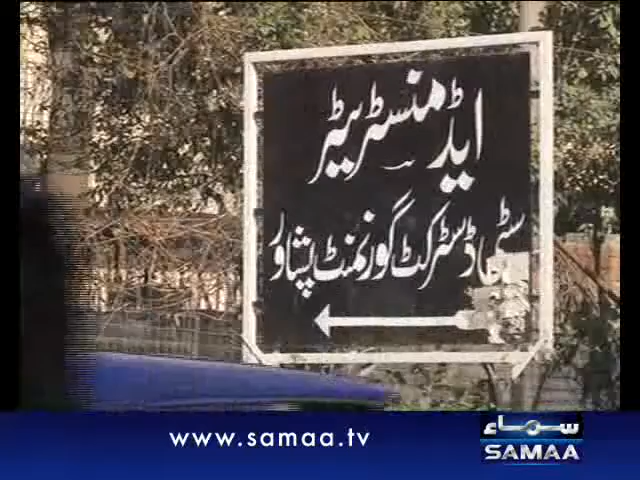 ایڈمنسٹریٹر
سٹی ڈسٹرکٹ گورنمنٹ پشاور
www.samaa.tv
سماء
SAMAA